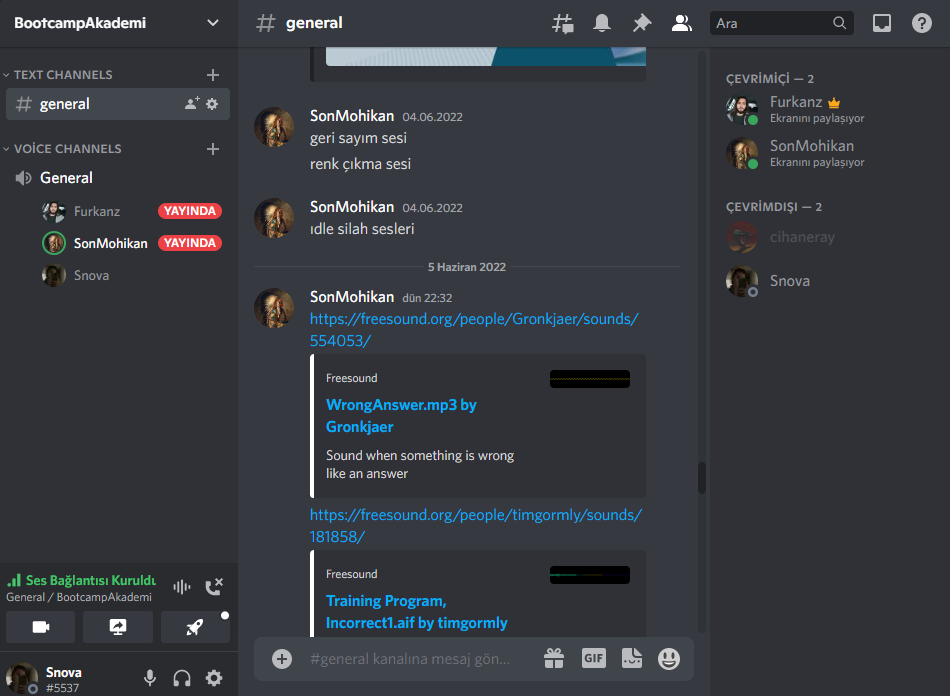 BootcampAkademi
TEXT CHANNELS
general
VOİCE CHANNELS
General
Furkanz YAYINDA
SonMohikan YAYINDA
Snova
Ses Bağlantısı Kuruldu
General / BootcampAkademi
Snova
#5537
general
Ara
SonMohikan 04.06.2022
geri sayım sesi
renk çıkma sesi
SonMohikan 04.06.2022
ıdle silah sesleri
5 Haziran 2022
SonMohikan dün 22:32
https://freesound.org/people/Gronkjaer/sounds/
554053/
Freesound
WrongAnswer.mp3 by
Gronkjaer
Sound when something is wrong
like an answer
https://freesound.org/people/timgormly/sounds/
181858/
Freesound
Training Program,
Incorrect1.aif by timgormly
#general kanalına mesaj gön...
GIF
ÇEVRİMİÇİ — 2
Furkanz
Ekranını paylaşıyor
SonMohikan
Ekranını paylaşıyor
ÇEVRİMDIŞI — 2
cihaneray
Snova